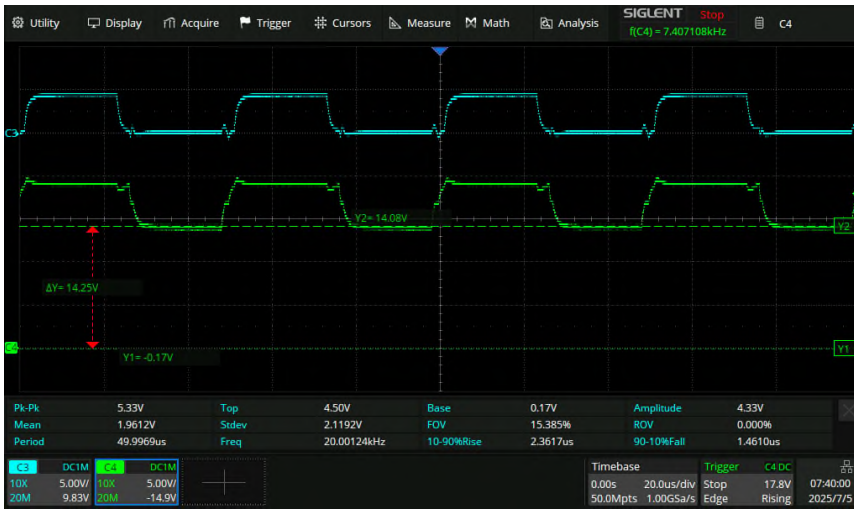 Utility Display Acquire Trigger Cursors Measure Math Analysis SIGLENT Stop C4
f(C4) = 7.407108kHz
C3
Y2= 14.08V
Y2
ΔY= 14.25V
C4 Y1
Y1= -0.17V
Pk-Pk 5.33V Top 4.50V Base 0.17V Amplitude 4.33V
Mean 1.9612V Stdev 2.1192V FOV 15.385% ROV 0.000%
Period 49.9969us Freq 20.00124kHz 10-90%Rise 2.3617us 90-10%Fall 1.4610us
C3 DC1M C4 DC1M Timebase Trigger C4 DC
10X 5.00V/ 10X 5.00V/ 0.00s 20.0us/div Stop 17.8V 07:40:00
20M 9.83V 20M -14.9V 50.0Mpts 1.00GSa/s Edge Rising 2025/7/5